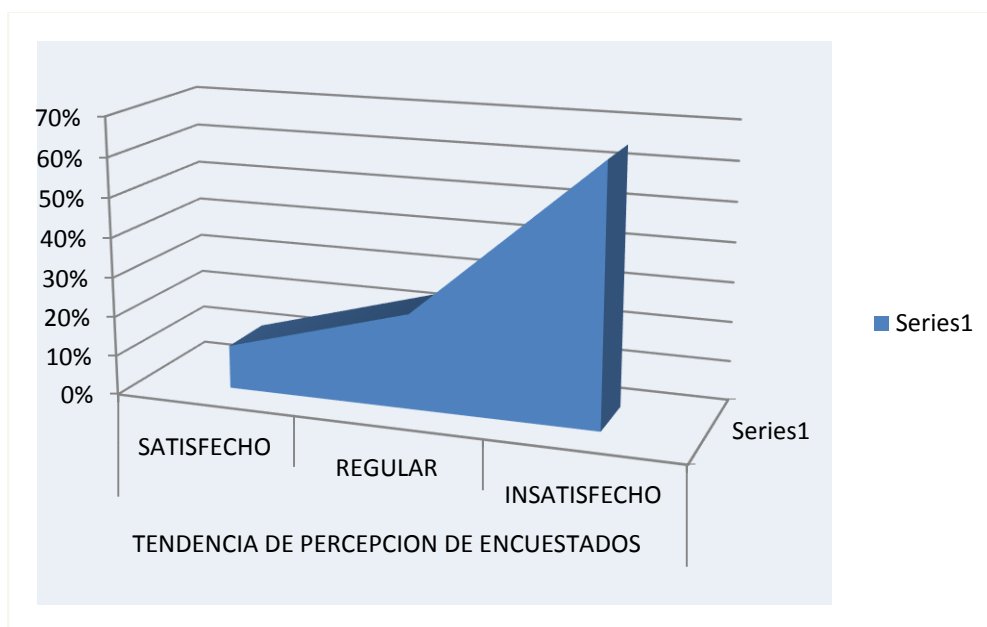 70%
60%
50%
40%
30%
20%
10%
0%
SATISFECHO
REGULAR
INSATISFECHO
TENDENCIA DE PERCEPCION DE ENCUESTADOS
Series1
Series1